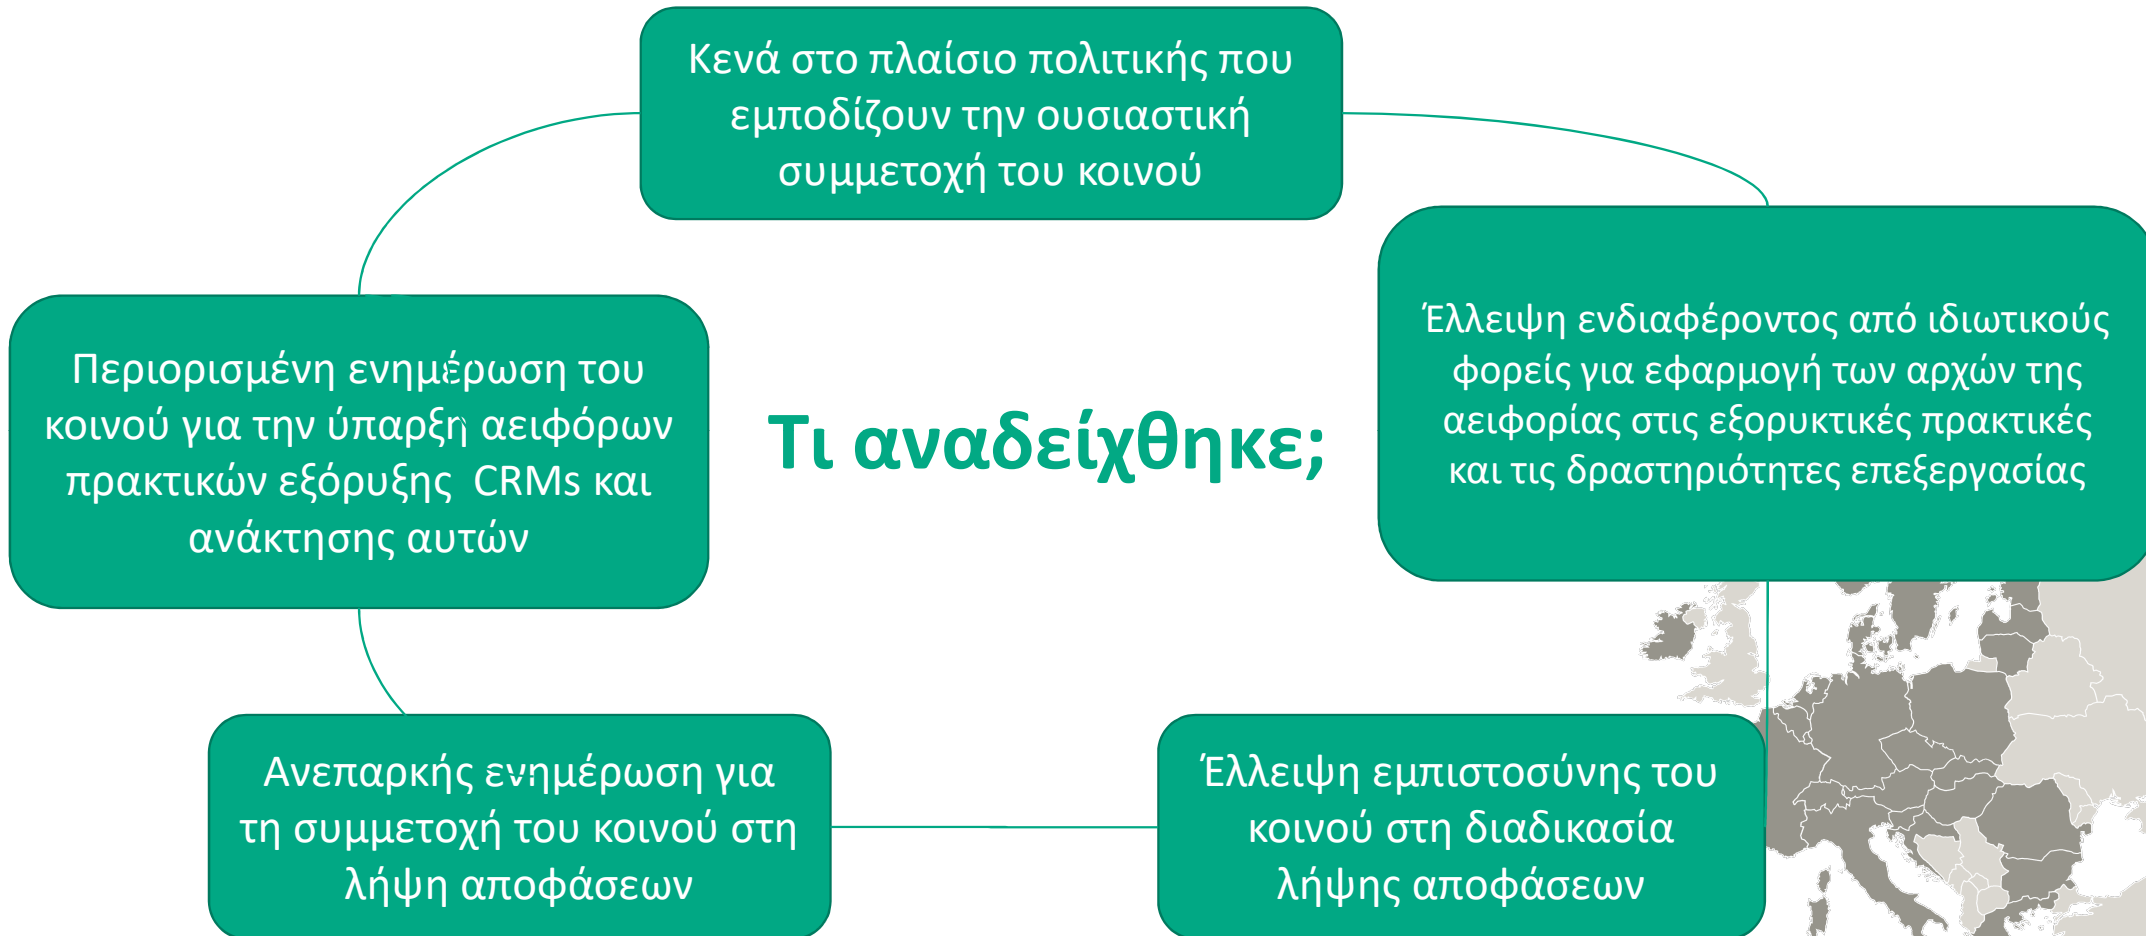 Κενά στο πλαίσιο πολιτικής που
εμποδίζουν την ουσιαστική
συμμετοχή του κοινού
Έλλειψη ενδιαφέροντος από ιδιωτικούς
φορείς για εφαρμογή των αρχών της
αειφορίας στις εξορυκτικές πρακτικές
και τις δραστηριότητες επεξεργασίας
Περιορισμένη ενημέρωση του
κοινού για την ύπαρξη αειφόρων
πρακτικών εξόρυξης CRMs και
ανάκτησης αυτών
Τι αναδείχθηκε;
Ανεπαρκής ενημέρωση για
τη συμμετοχή του κοινού στη
λήψη αποφάσεων
Έλλειψη εμπιστοσύνης του
κοινού στη διαδικασία
λήψης αποφάσεων